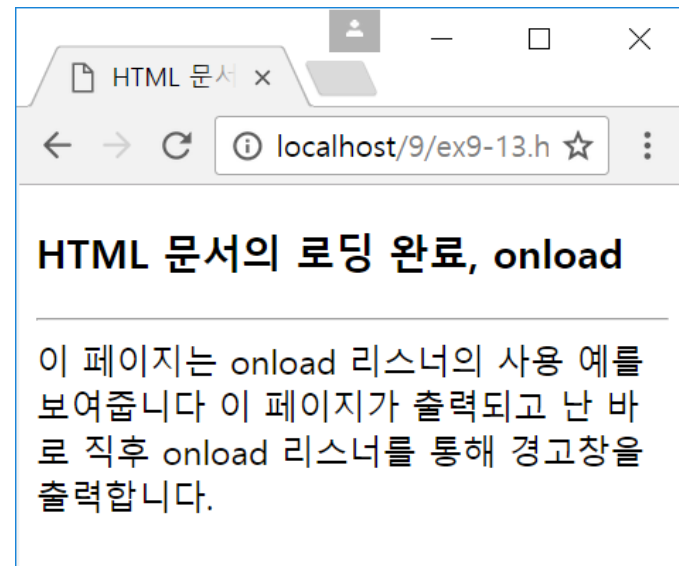 HTML 문서
localhost/9/ex9-13.h
HTML 문서의 로딩 완료, onload
이 페이지는 onload 리스너의 사용 예를
보여줍니다 이 페이지가 출력되고 난 바
로 직후 onload 리스너를 통해 경고창을
출력합니다.